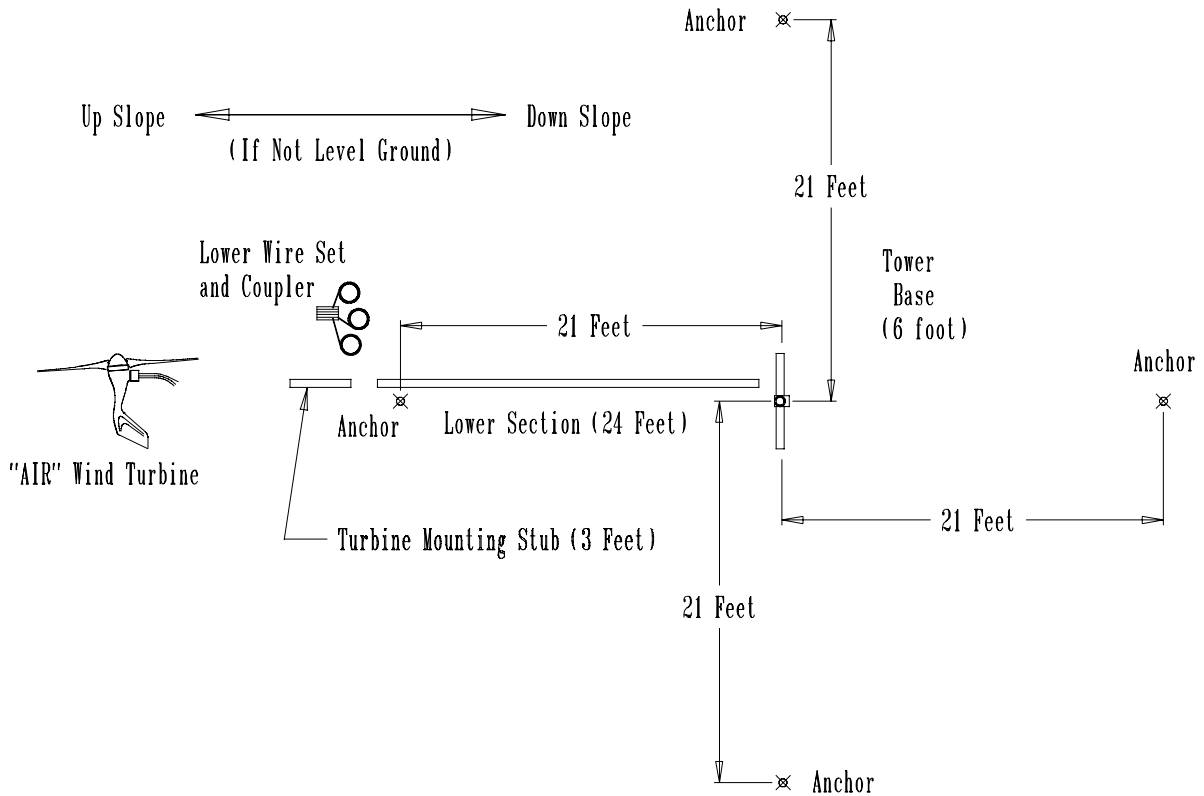 Anchor
Up Slope
Down Slope
(If Not Level Ground)
21 Feet
Lower Wire Set
and Coupler
Tower
Base
(6 foot)
21 Feet
Anchor
Anchor
Lower Section (24 Feet)
"AIR" Wind Turbine
21 Feet
Turbine Mounting Stub (3 Feet)
21 Feet
Anchor